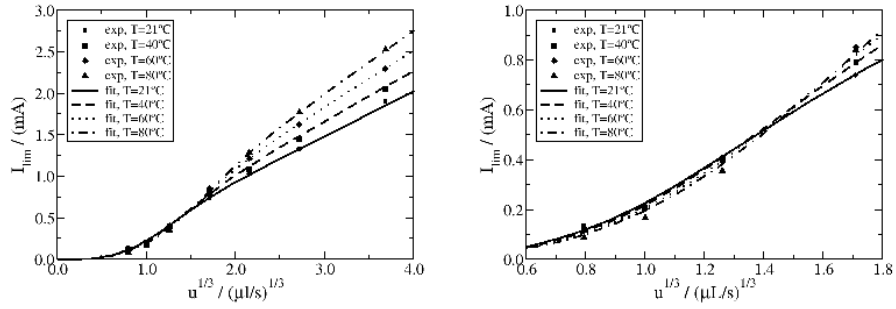 3.0
2.5
2.0
1.5
1.0
0.5
0.0
I_lim / (mA)
exp, T=21°C
exp, T=40°C
exp, T=60°C
exp, T=80°C
fit, T=21°C
fit, T=40°C
fit, T=60°C
fit, T=80°C
0.0 1.0 2.0 3.0 4.0
u^1/3 / (μl/s)^1/3
1.0
0.8
0.6
0.4
0.2
0.0
I_lim / (mA)
exp, T=21°C
exp, T=40°C
exp, T=60°C
exp, T=80°C
fit, T=21°C
fit, T=40°C
fit, T=60°C
fit, T=80°C
0.6 0.8 1.0 1.2 1.4 1.6 1.8
u^1/3 / (μL/s)^1/3